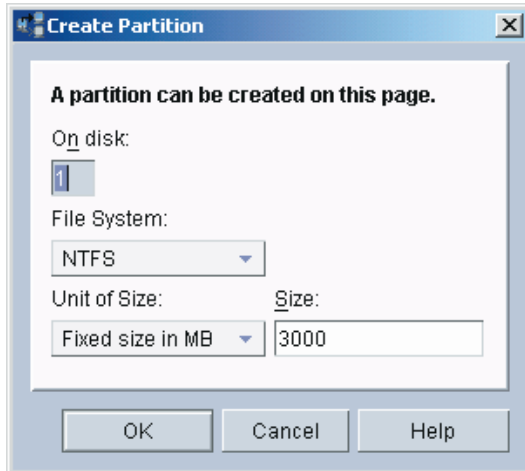 Create Partition
A partition can be created on this page.
On disk:
1
File System:
NTFS
Unit of Size: Size:
Fixed size in MB 3000
OK Cancel Help